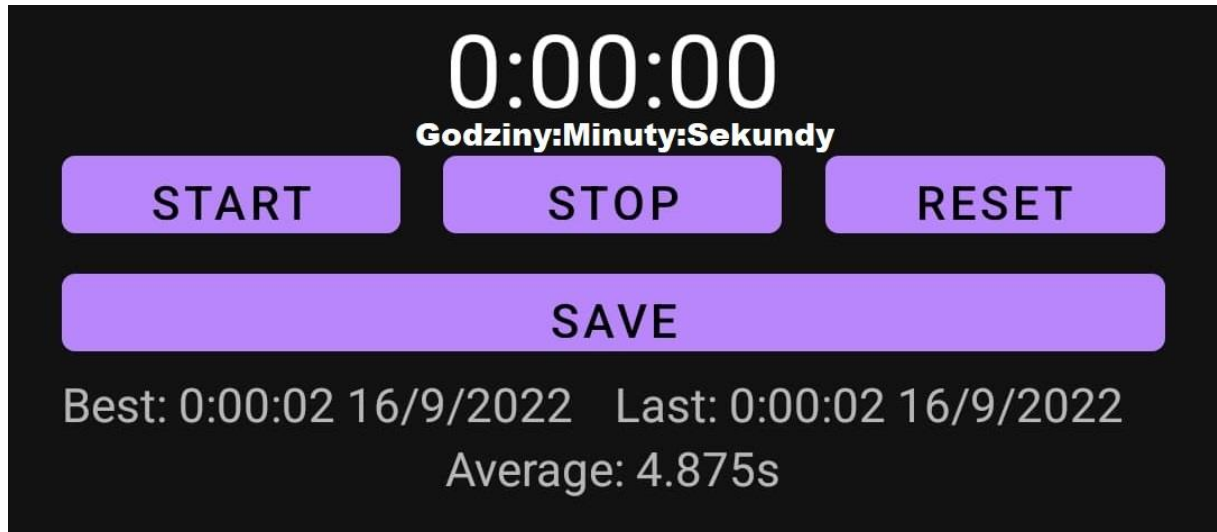 0:00:00
Godziny:Minuty:Sekundy
START STOP RESET
SAVE
Best: 0:00:02 16/9/2022 Last: 0:00:02 16/9/2022
Average: 4.875s